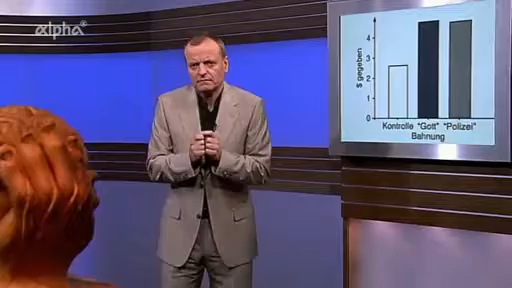 alpha
$ gegeben
4
3
2
1
0
Kontrolle "Gott" "Polizei"
Bahnung